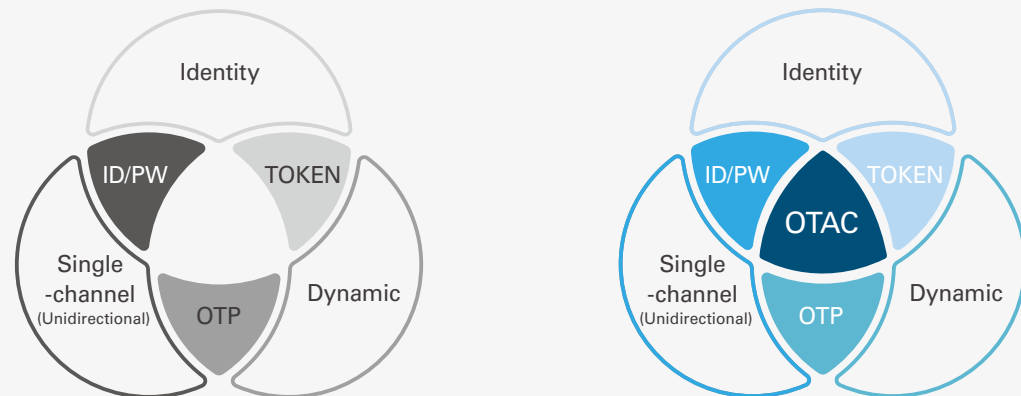 Identity
ID/PW
TOKEN
Single
-channel
(Unidirectional)
Dynamic
OTP
Identity
ID/PW
TOKEN
OTAC
Single
-channel
(Unidirectional)
Dynamic
OTP